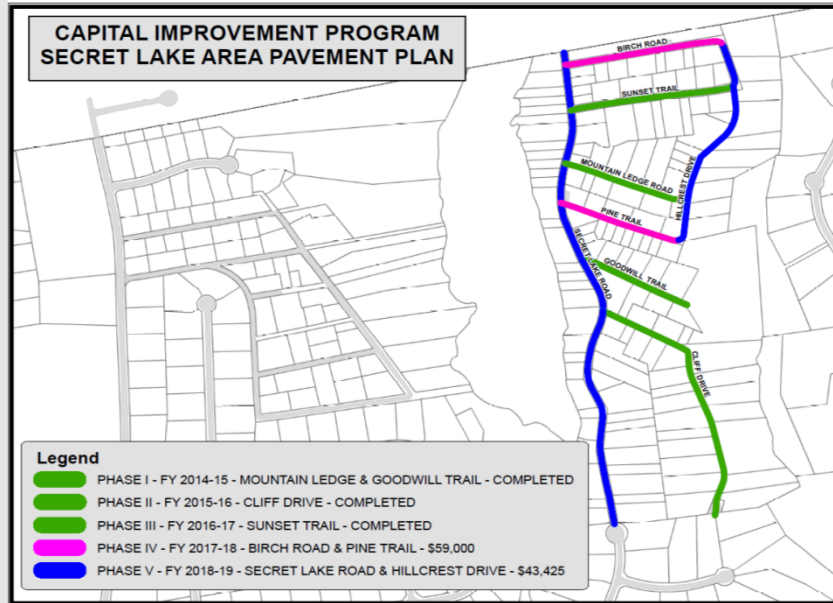 CAPITAL IMPROVEMENT PROGRAM
SECRET LAKE AREA PAVEMENT PLAN
BIRCH ROAD
SUNSET TRAIL
MOUNTAIN LEDGE ROAD
HILLCREST DRIVE
PINE TRAIL
SECRET LAKE ROAD
GOODWILL TRAIL
CLIFF DRIVE
Legend
PHASE I - FY 2014-15 - MOUNTAIN LEDGE & GOODWILL TRAIL - COMPLETED
PHASE II - FY 2015-16 - CLIFF DRIVE - COMPLETED
PHASE III - FY 2016-17 - SUNSET TRAIL - COMPLETED
PHASE IV - FY 2017-18 - BIRCH ROAD & PINE TRAIL - $59,000
PHASE V - FY 2018-19 - SECRET LAKE ROAD & HILLCREST DRIVE - $43,425